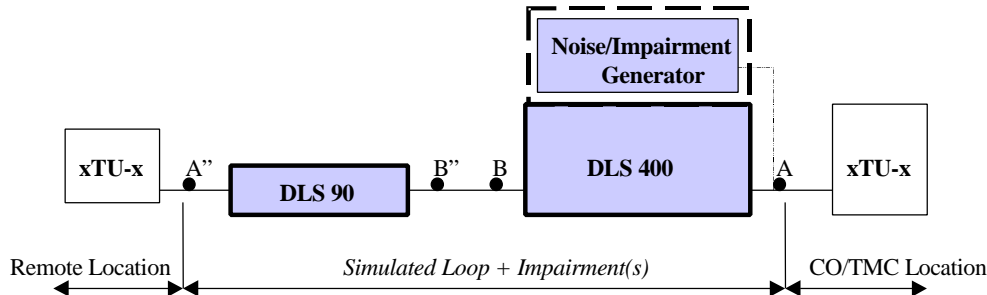 Noise/Impairment
Generator
xTU-x
A”
DLS 90
B”
B
DLS 400
A
xTU-x
Remote Location
Simulated Loop + Impairment(s)
CO/TMC Location